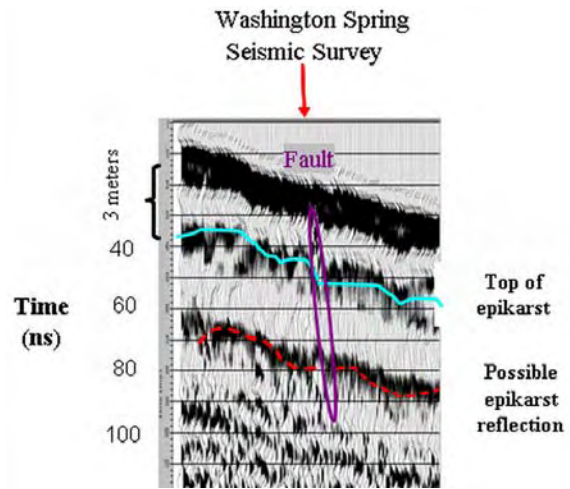 Washington Spring
Seismic Survey
Fault
3 meters
40
Time
(ns)
60
80
100
Top of
epikarst
Possible
epikarst
reflection